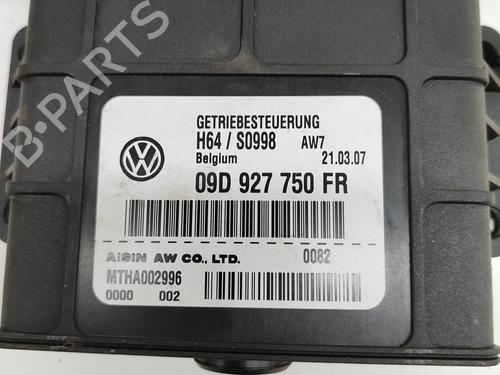 B-PARTS
GETRIEBESTEUERUNG
H64 / S0998 AW7
Belgium 21.03.07
09D 927 750 FR
AISIN AW CO., LTD. 0082
MTHA002996
0000 002
B-PARTS